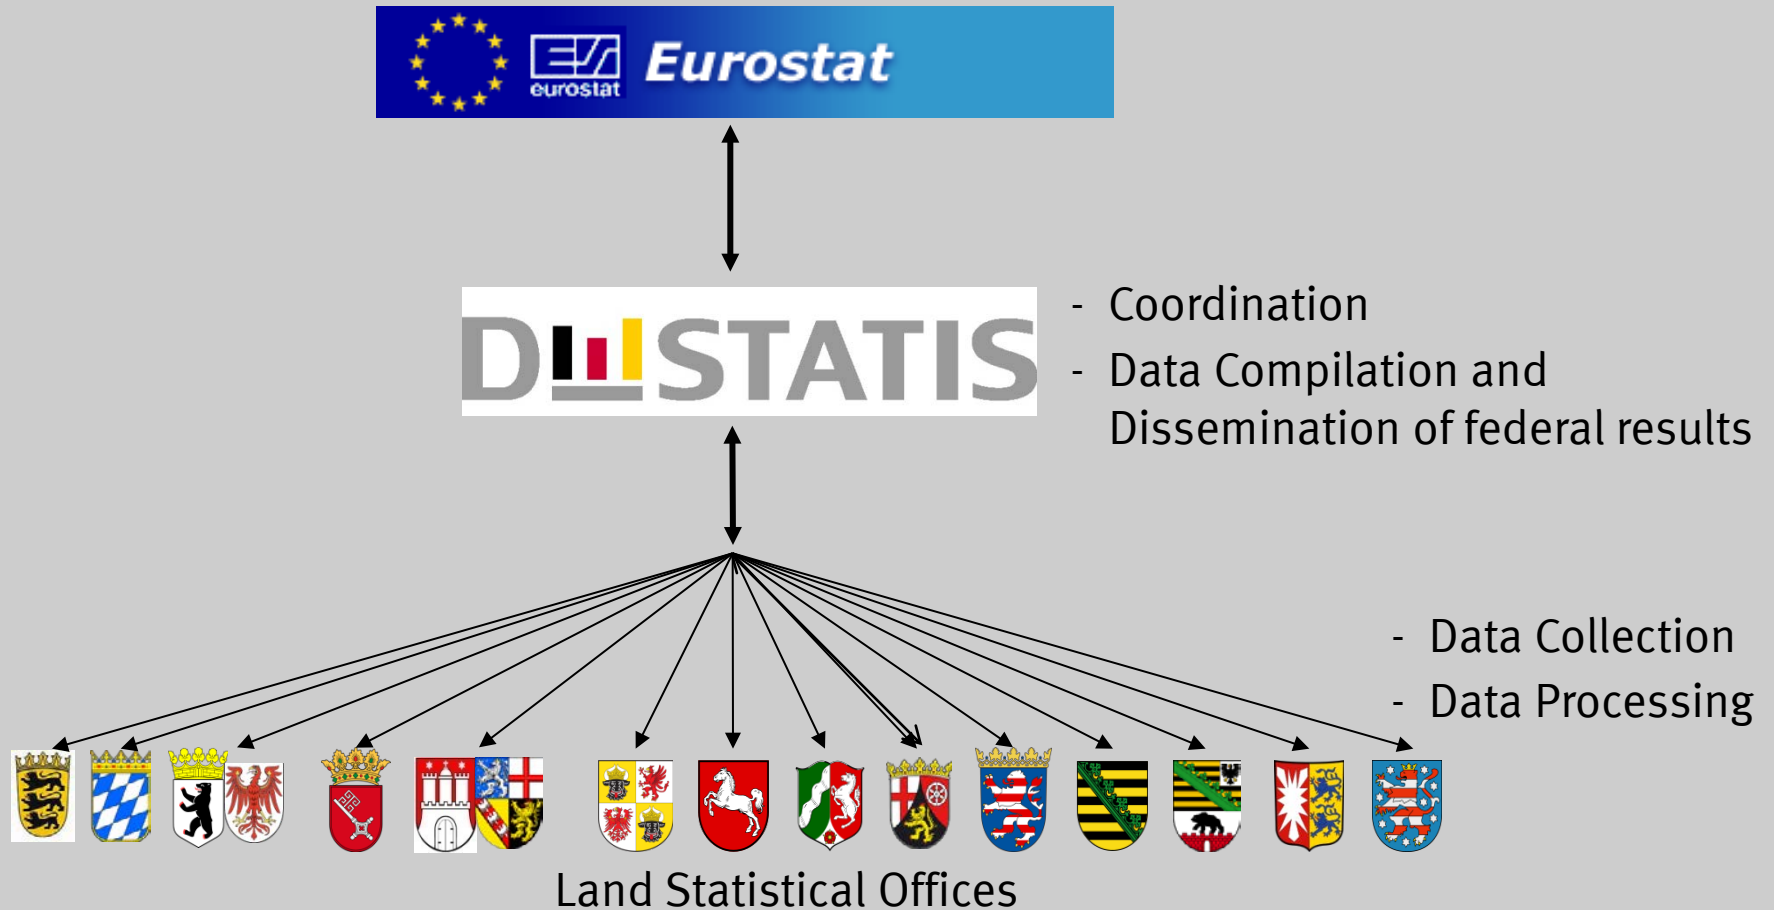 eurostat
Eurostat
DESTATIS
- Coordination
- Data Compilation and
Dissemination of federal results
- Data Collection
- Data Processing
Land Statistical Offices